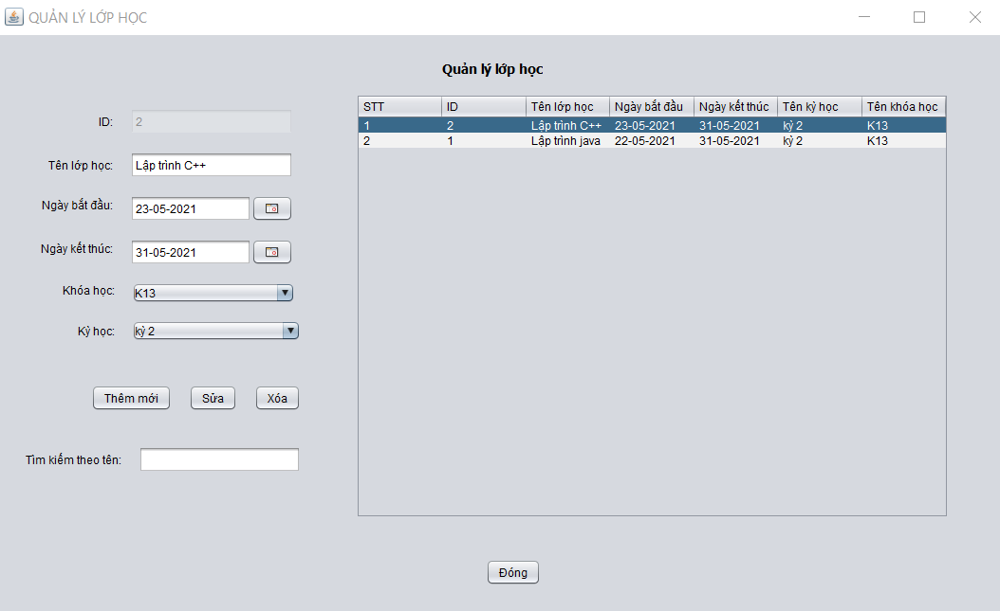 QUẢN LÝ LỚP HỌC
Quản lý lớp học
ID: 2
Tên lớp học: Lập trình C++
Ngày bắt đầu: 23-05-2021
Ngày kết thúc: 31-05-2021
Khóa học: K13
Kỳ học: kỳ 2
Thêm mới Sửa Xóa
Tìm kiếm theo tên:
STT ID Tên lớp học Ngày bắt đầu Ngày kết thúc Tên kỳ học Tên khóa học
1 2 Lập trình C++ 23-05-2021 31-05-2021 kỳ 2 K13
2 1 Lập trình java 22-05-2021 31-05-2021 kỳ 2 K13
Đóng